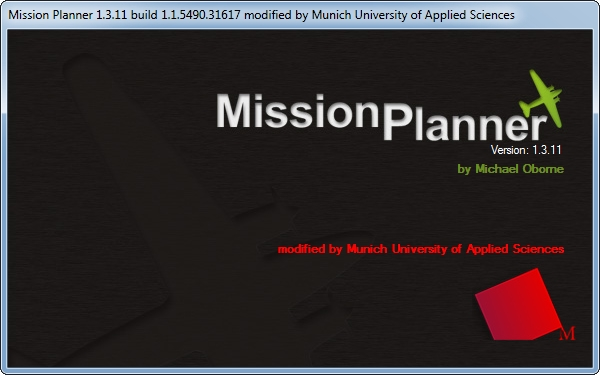 Mission Planner 1.3.11 build 1.1.5490.31617 modified by Munich University of Applied Sciences
MissionPlanner
Version: 1.3.11
by Michael Oborne
modified by Munich University of Applied Sciences
M